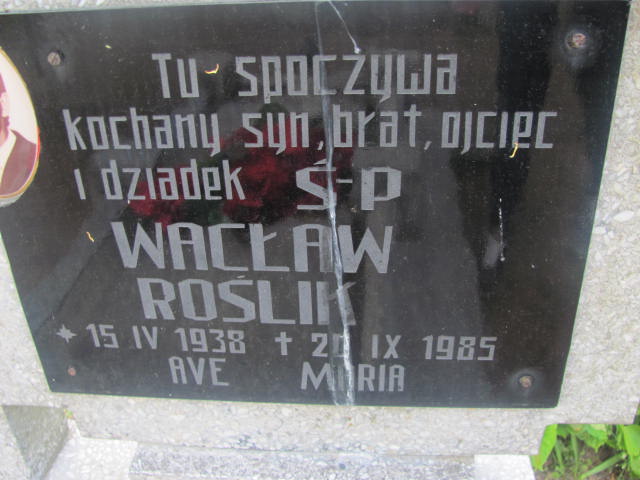 Tu spoczywa
kochany syn, brat, ojciec
i dziadek Ś-P
WACŁAW
ROŚLIK
* 15 IV 1938 † IX 1985
AVE MARIA